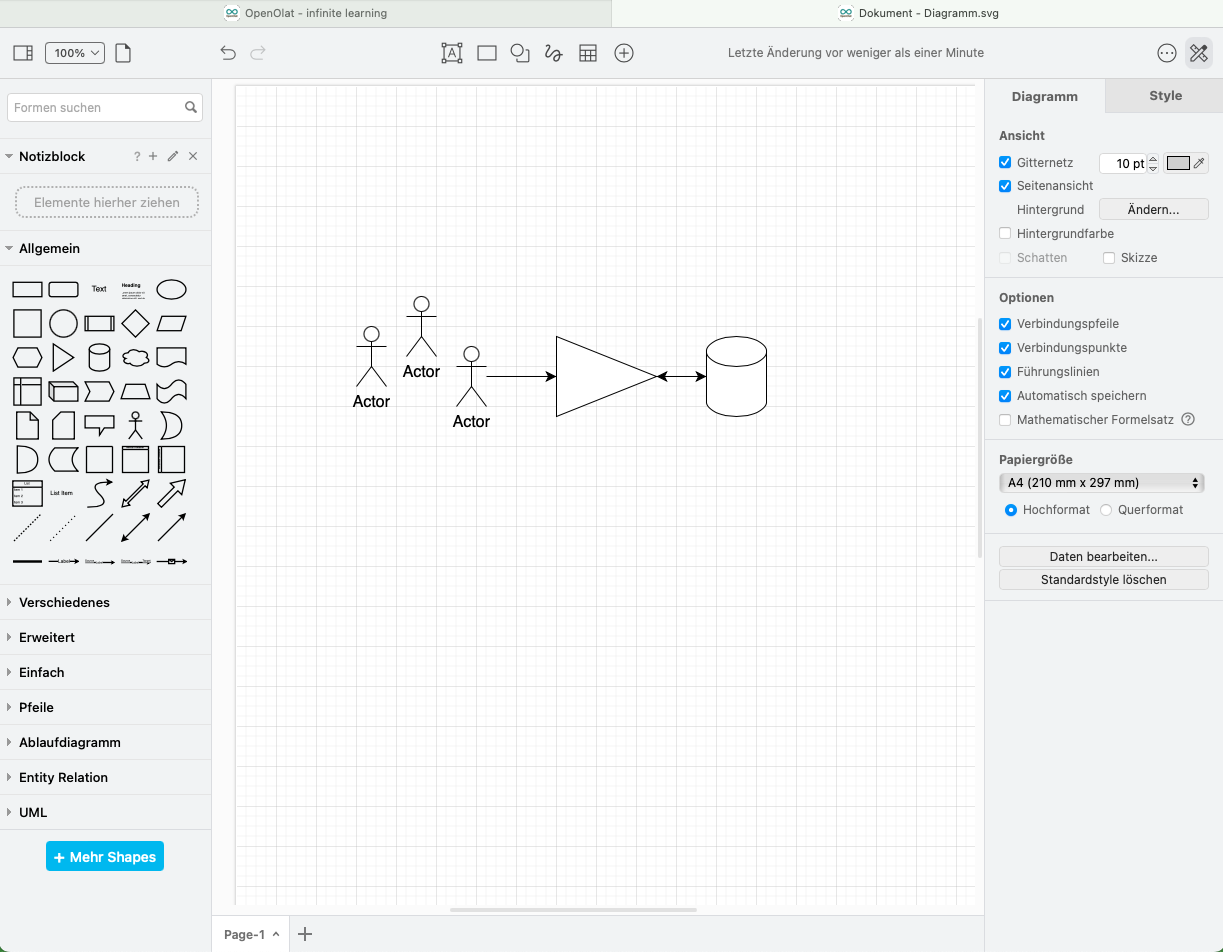 OpenOlat - infinite learning
Dokument - Diagramm.svg
100%
Letzte Änderung vor weniger als einer Minute
Formen suchen
Notizblock
?
Elemente hierher ziehen
Allgemein
Text
Heading
List Item
Label
Verschiedenes
Erweitert
Einfach
Pfeile
Ablaufdiagramm
Entity Relation
UML
+ Mehr Shapes
Actor
Actor
Actor
Page-1
Diagramm
Style
Ansicht
Gitternetz
10 pt
Seitenansicht
Hintergrund
Ändern...
Hintergrundfarbe
Schatten
Skizze
Optionen
Verbindungspfeile
Verbindungspunkte
Führungslinien
Automatisch speichern
Mathematischer Formelsatz
?
Papiergröße
A4 (210 mm x 297 mm)
Hochformat
Querformat
Daten bearbeiten...
Standardstyle löschen